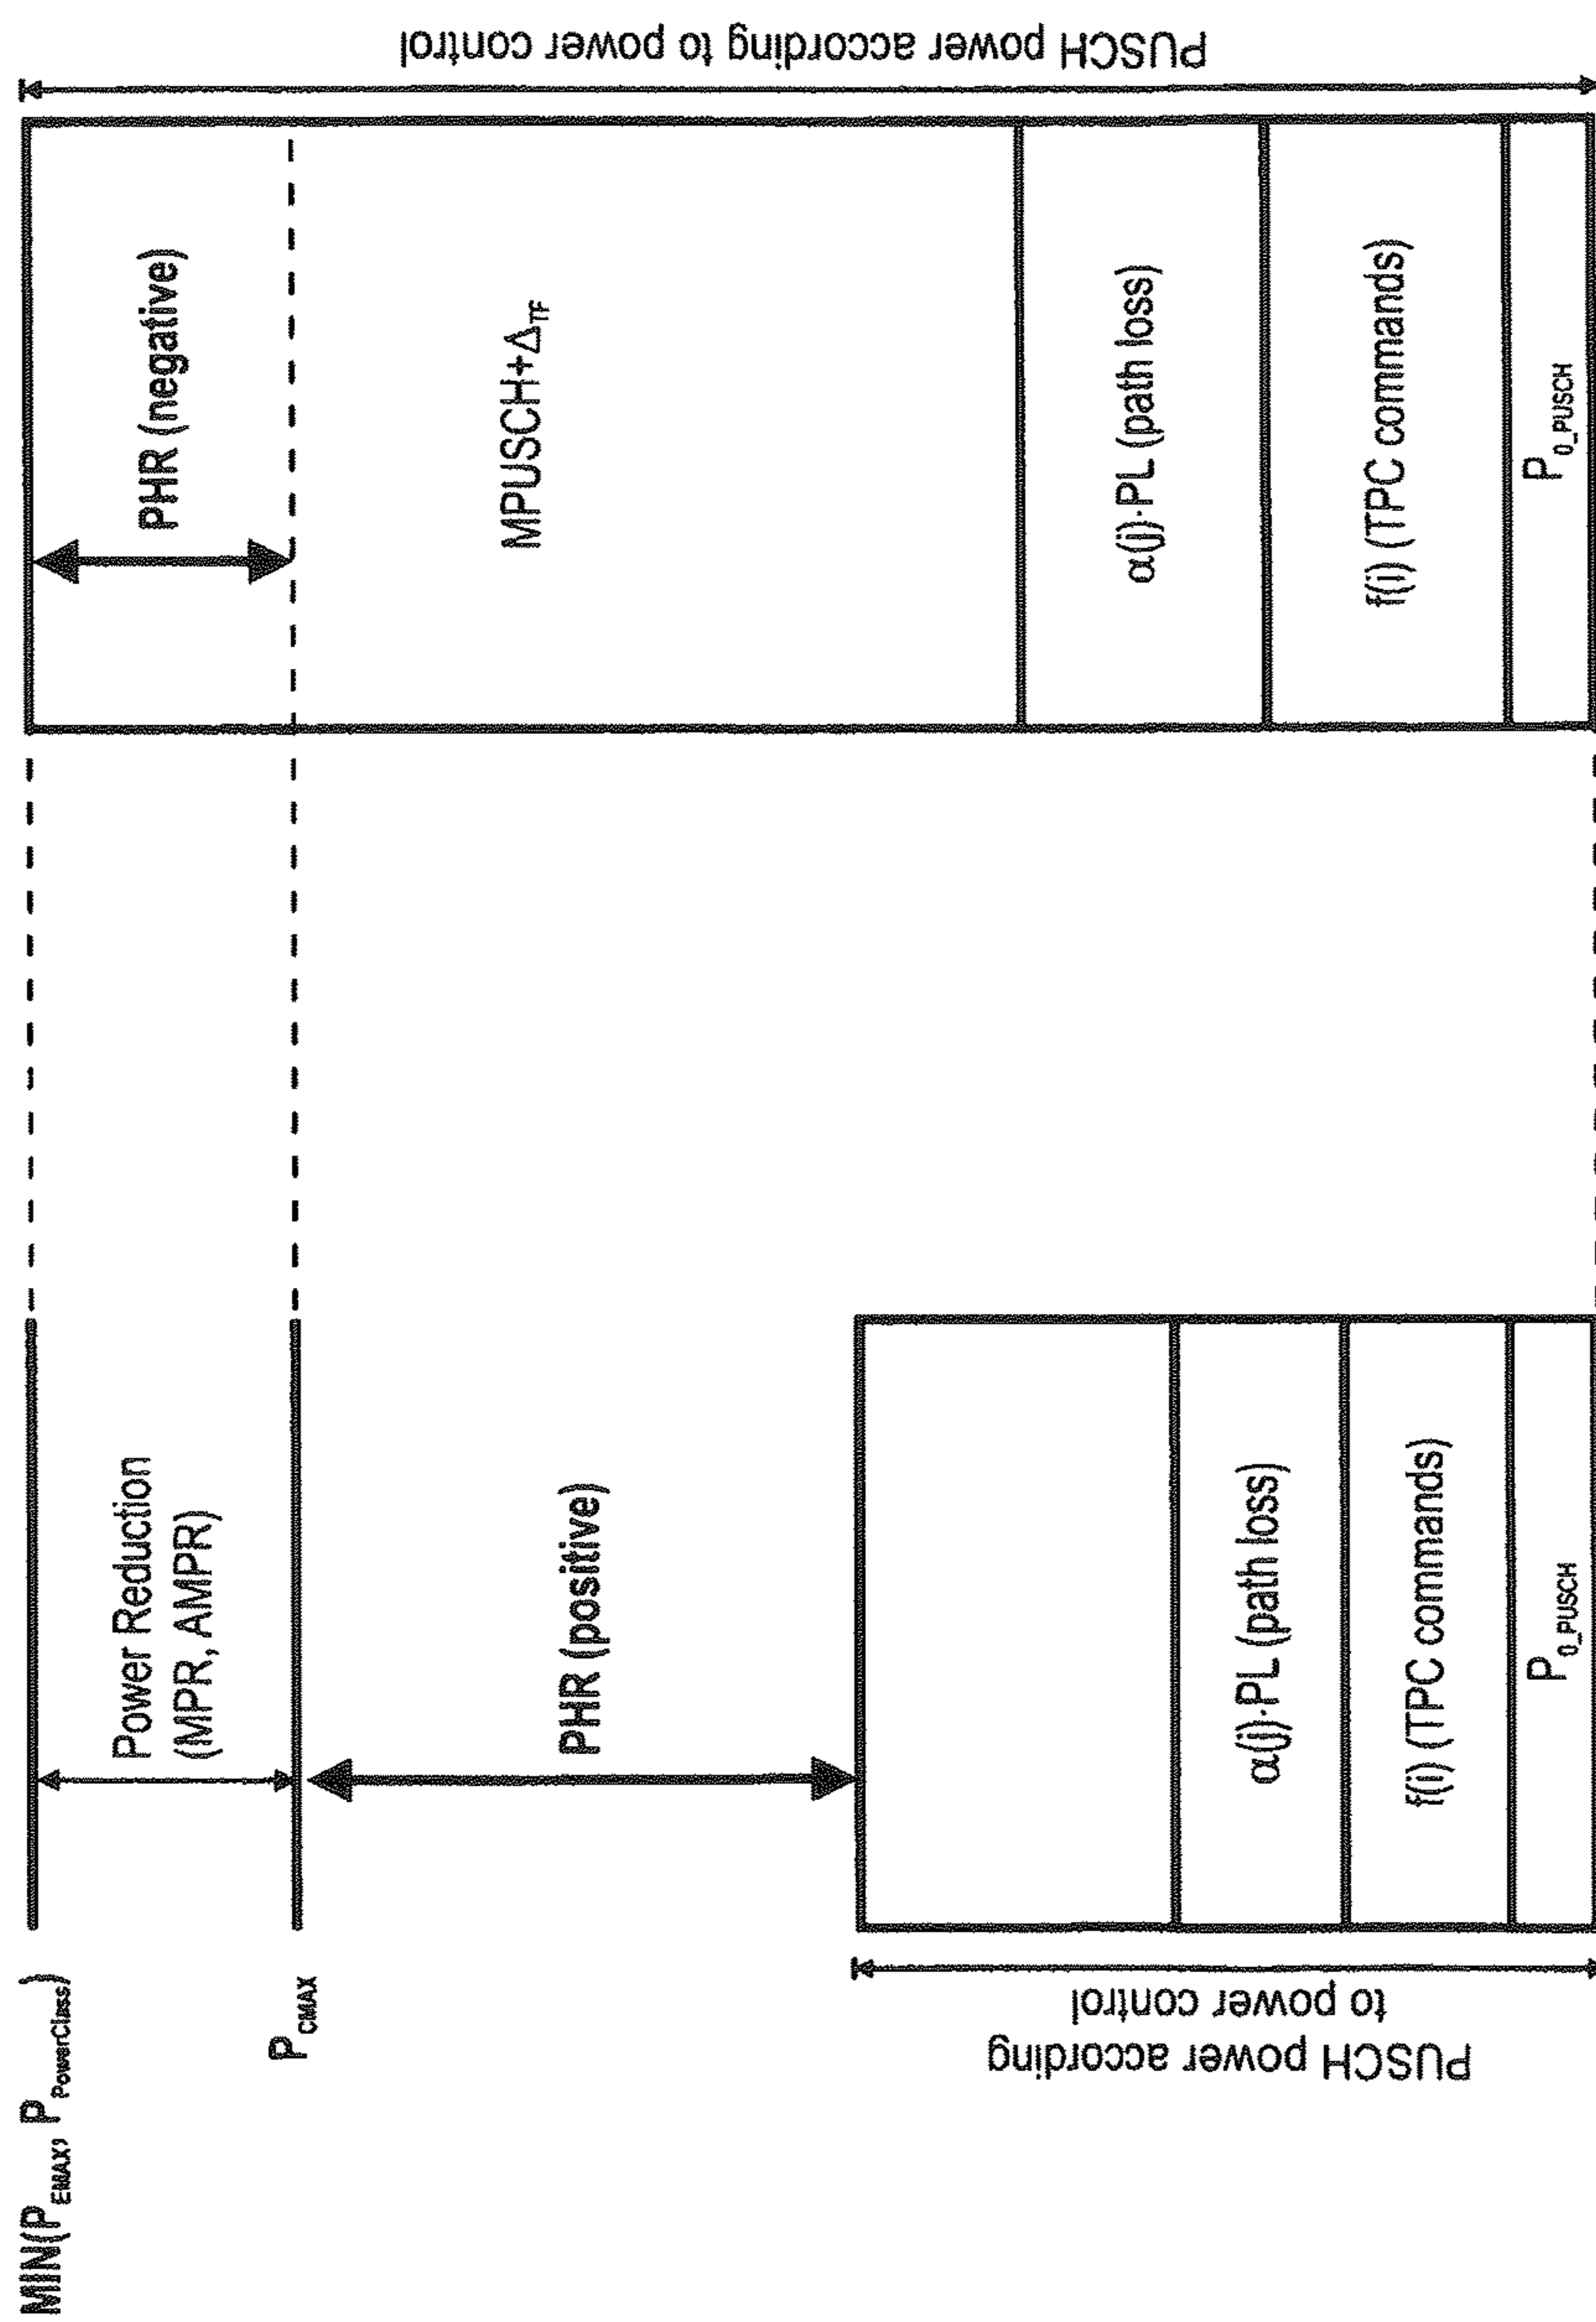 MIN(P_EMAX, P_PowerClass)
P_CMAX
Power Reduction
(MPR, AMPR)
PHR (positive)
PUSCH power according
to power control
α(j)·PL (path loss)
f(i) (TPC commands)
P_0_PUSCH
PHR (negative)
MPUSCH+Δ_TF
α(j)·PL (path loss)
f(i) (TPC commands)
P_0_PUSCH
PUSCH power according to power control